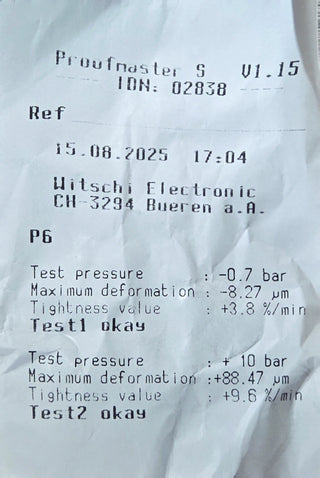 Proofmaster S V1.15
---- IDN: 02838 ----
Ref
15.08.2025 17:04
Witschi Electronic
CH-3294 Bueren a.A.
P6
Test pressure : -0.7 bar
Maximum deformation : -8.27 µm
Tightness value : +3.8 %/min
Test1 okay
Test pressure : + 10 bar
Maximum deformation :+88.47 µm
Tightness value : +9.6 %/min
Test2 okay